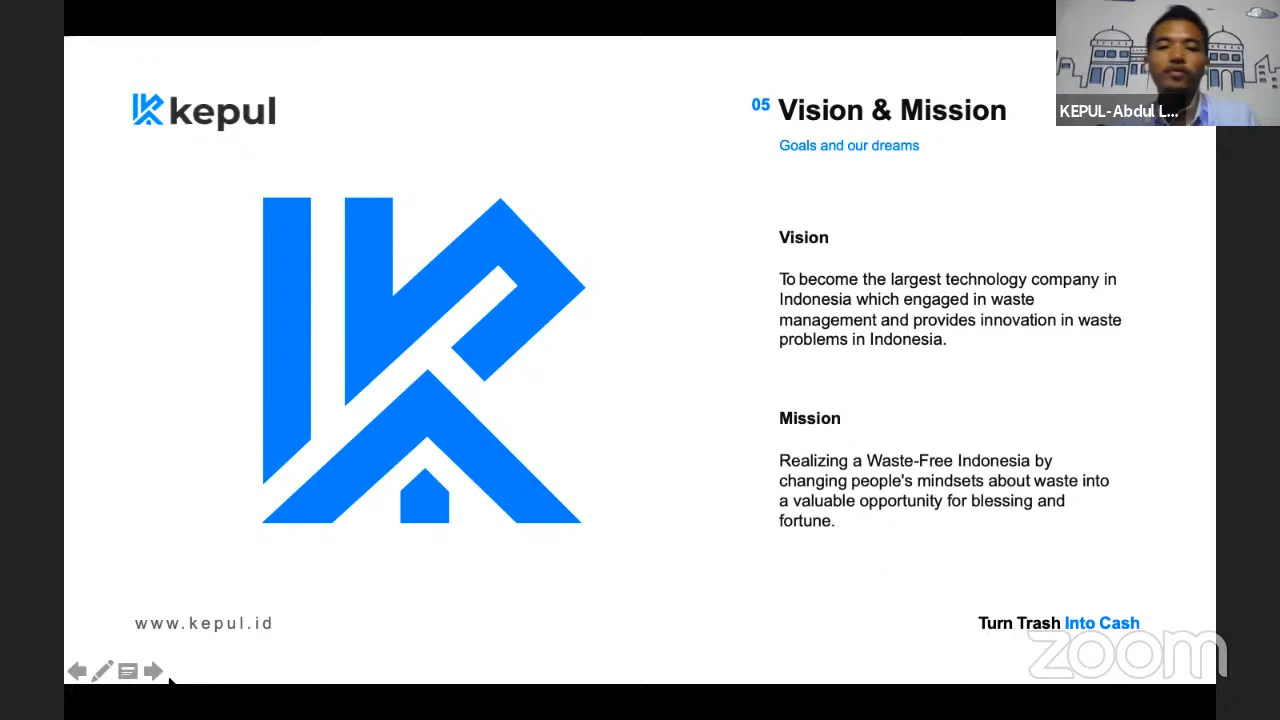 kepul
05 Vision & Mission
Goals and our dreams
KEPUL-Abdul L...
Vision
To become the largest technology company in
Indonesia which engaged in waste
management and provides innovation in waste
problems in Indonesia.
Mission
Realizing a Waste-Free Indonesia by
changing people's mindsets about waste into
a valuable opportunity for blessing and
fortune.
www.kepul.id
Turn Trash Into Cash
zoom